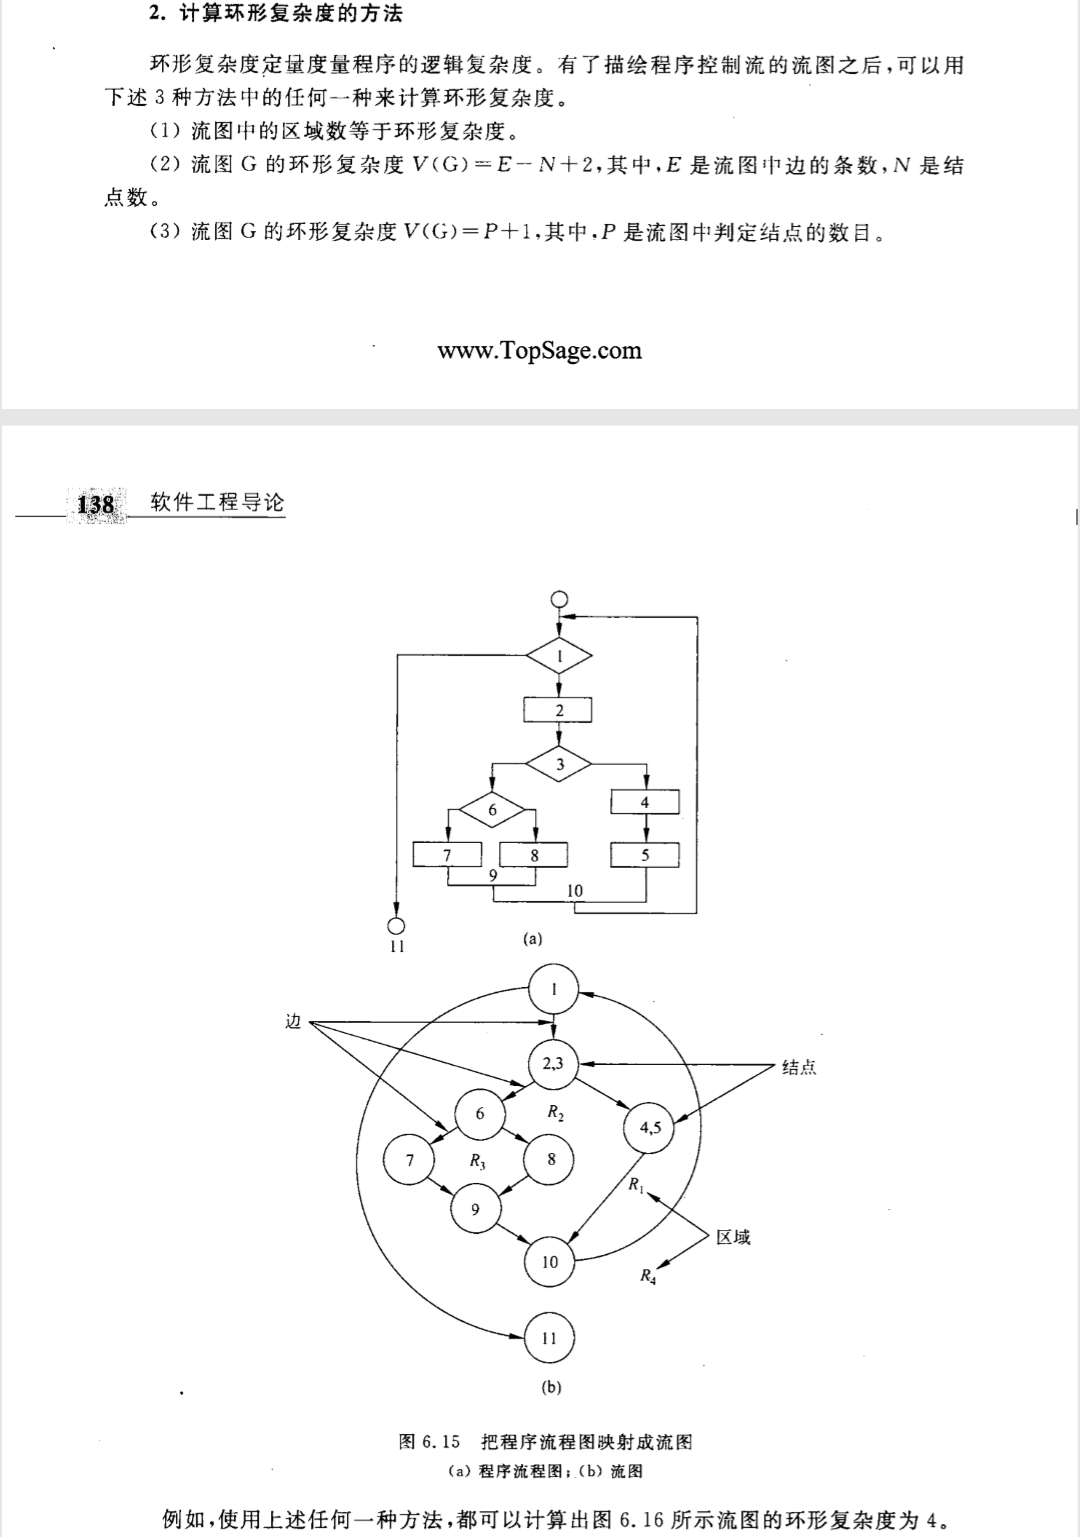 2. 计算环形复杂度的方法
环形复杂度定量度量程序的逻辑复杂度。有了描绘程序控制流的流图之后,可以用
下述 3 种方法中的任何一种来计算环形复杂度。
(1) 流图中的区域数等于环形复杂度。
(2) 流图 G 的环形复杂度 V(G)=E-N+2,其中,E 是流图中边的条数,N 是结
点数。
(3) 流图 G 的环形复杂度 V(G)=P+1,其中,P 是流图中判定结点的数目。
www.TopSage.com
138 软件工程导论
1
2
3
6
4
7
8
5
9
10
11
(a)
1
边
2,3
结点
6
R2
4,5
7
R3
8
R1
9
区域
10
R4
11
(b)
图 6.15 把程序流程图映射成流图
(a) 程序流程图;(b) 流图
例如,使用上述任何一种方法,都可以计算出图 6.16 所示流图的环形复杂度为 4。